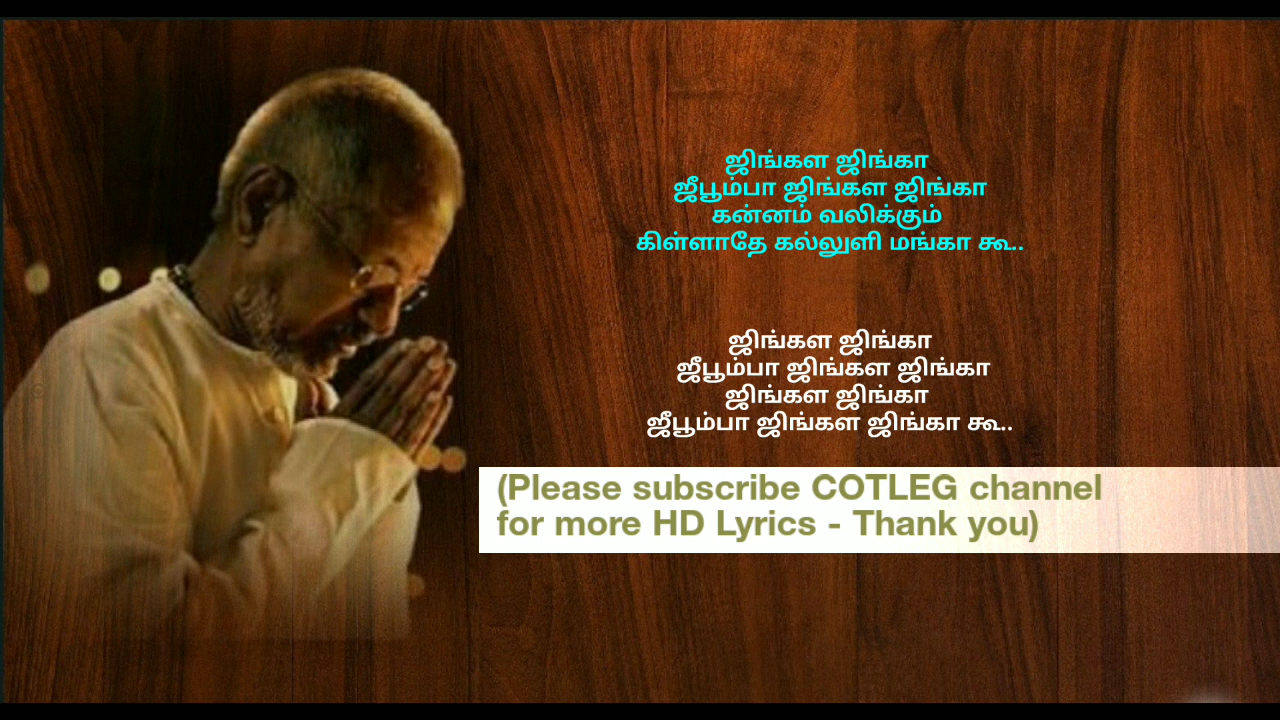 ஜிங்கள ஜிங்கா
ஜீபூம்பா ஜிங்கள ஜிங்கா
கன்னம் வலிக்கும்
கிள்ளாதே கல்லுளி மங்கா கூ..
ஜிங்கள ஜிங்கா
ஜீபூம்பா ஜிங்கள ஜிங்கா
ஜிங்கள ஜிங்கா
ஜீபூம்பா ஜிங்கள ஜிங்கா கூ..
(Please subscribe COTLEG channel
for more HD Lyrics - Thank you)